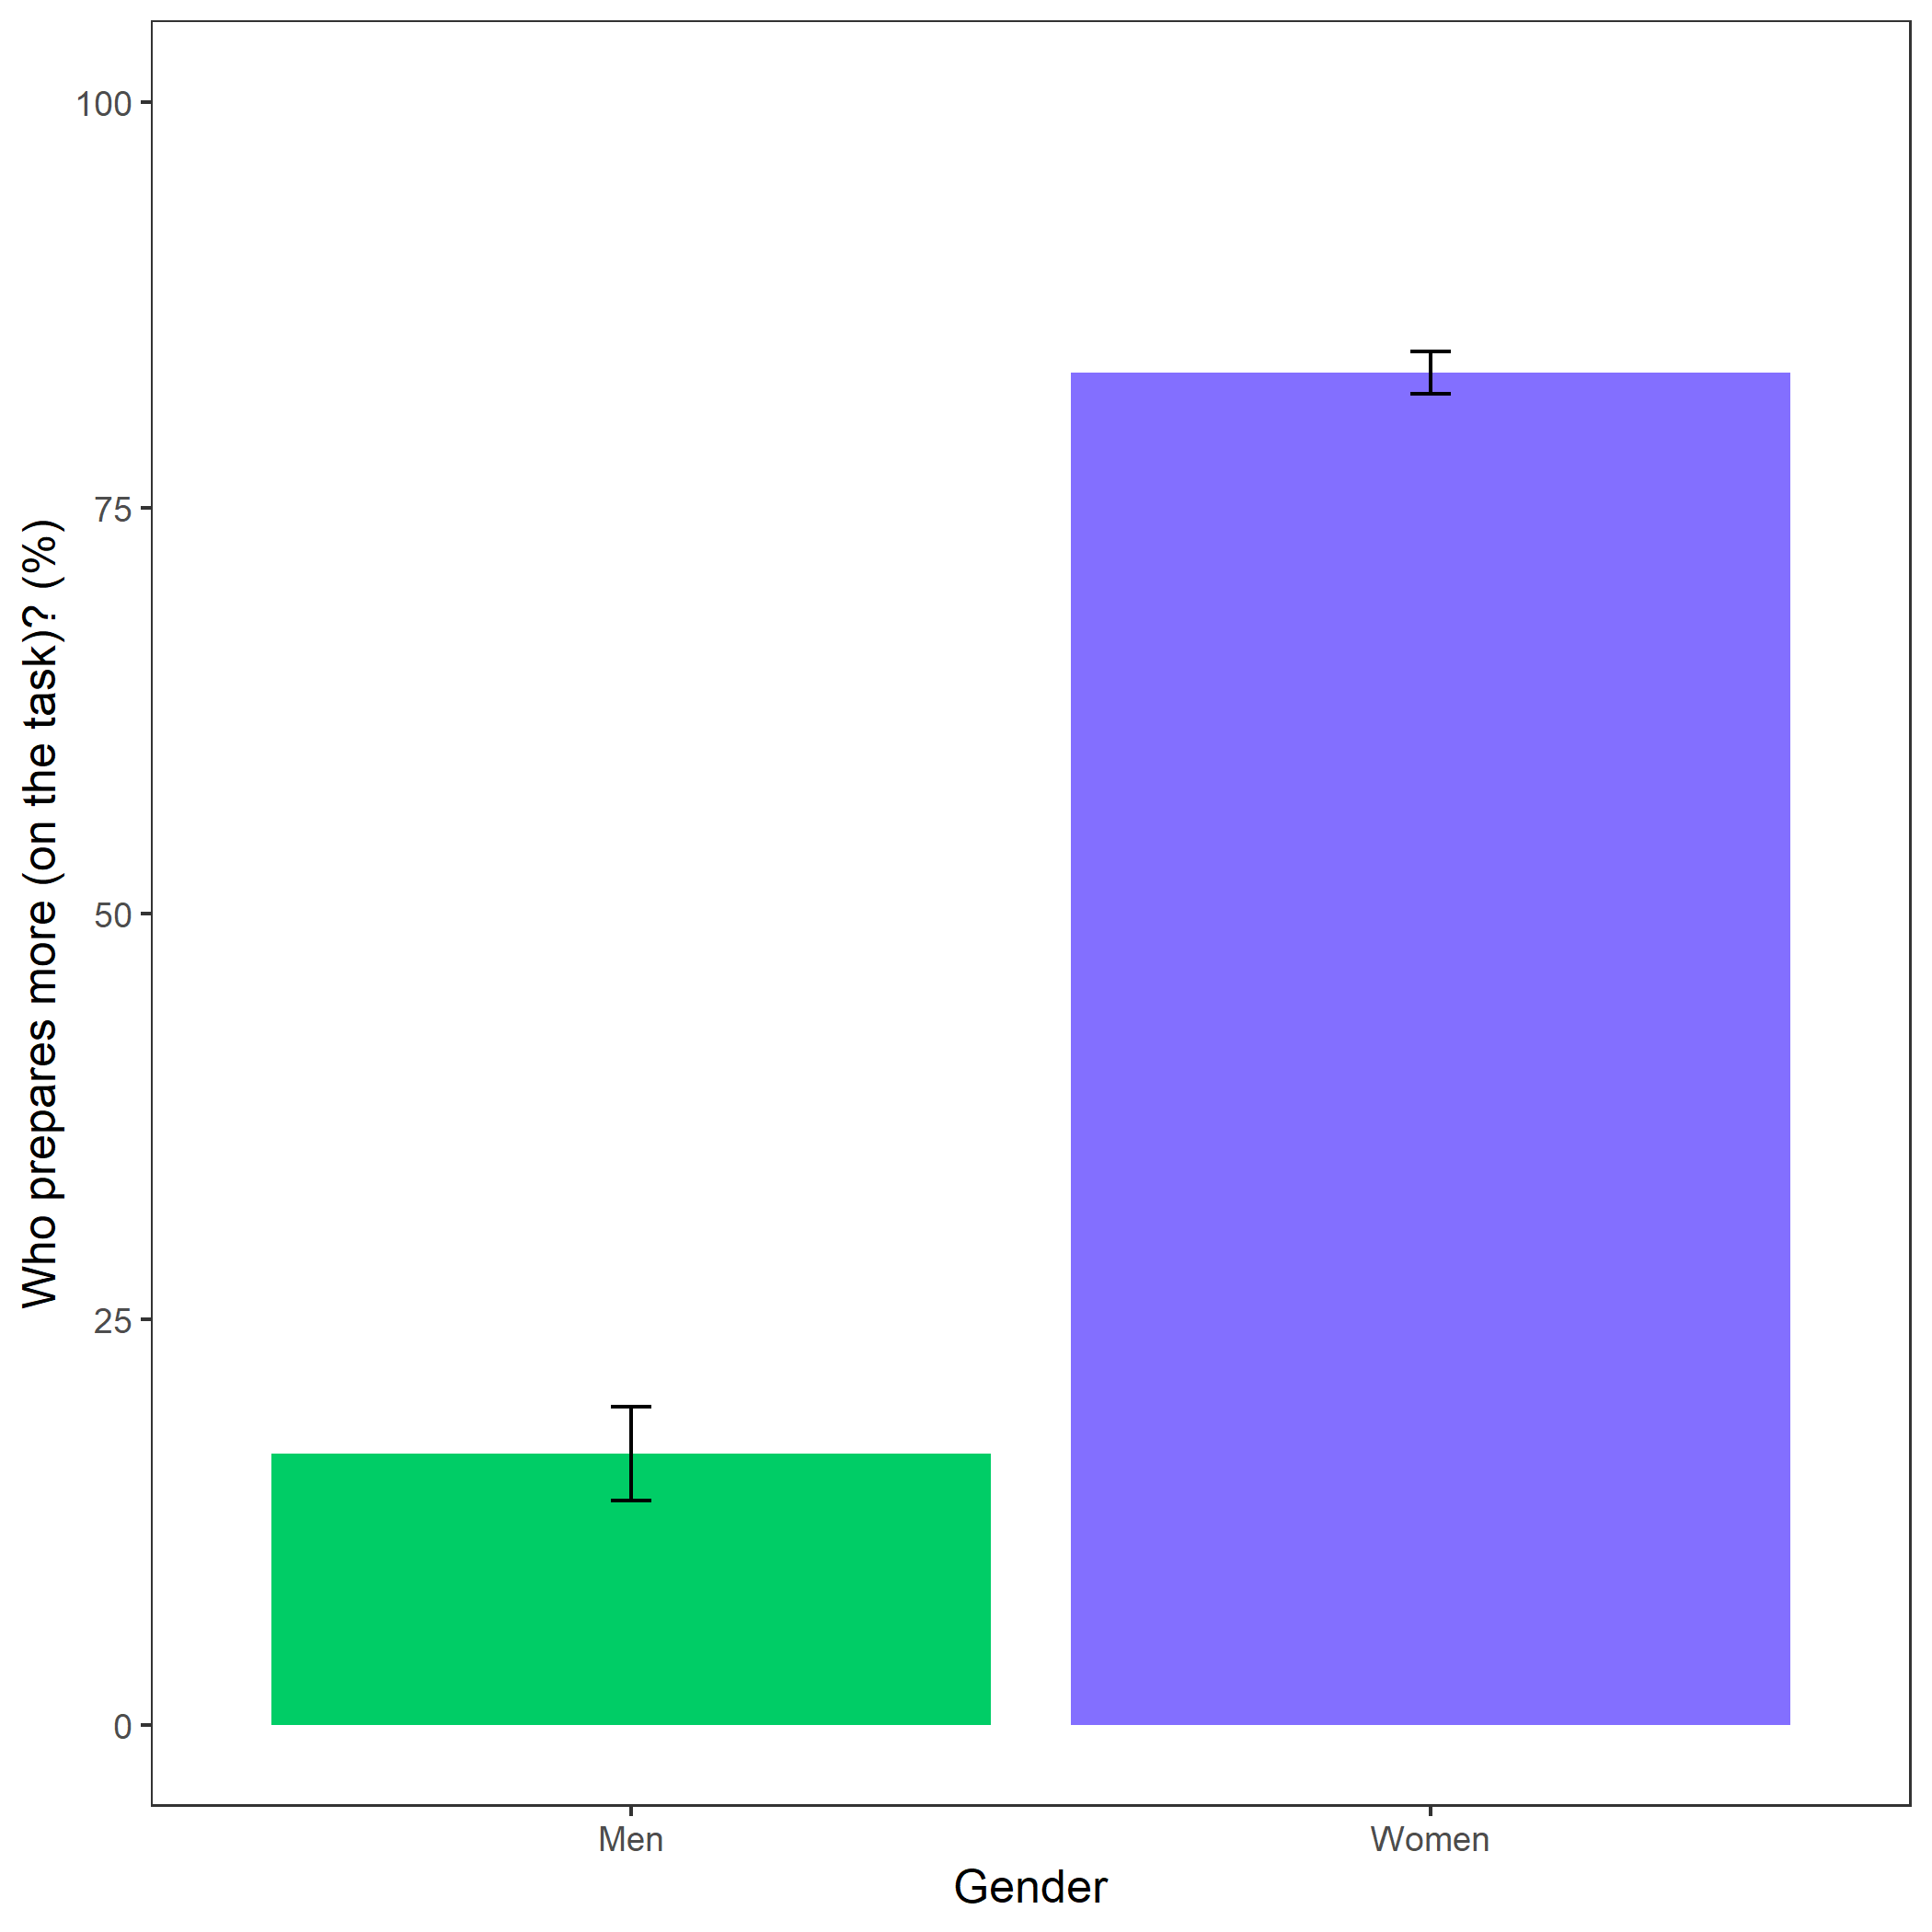 Who prepares more (on the task)? (%)
100
75
50
25
0
Men
Women
Gender